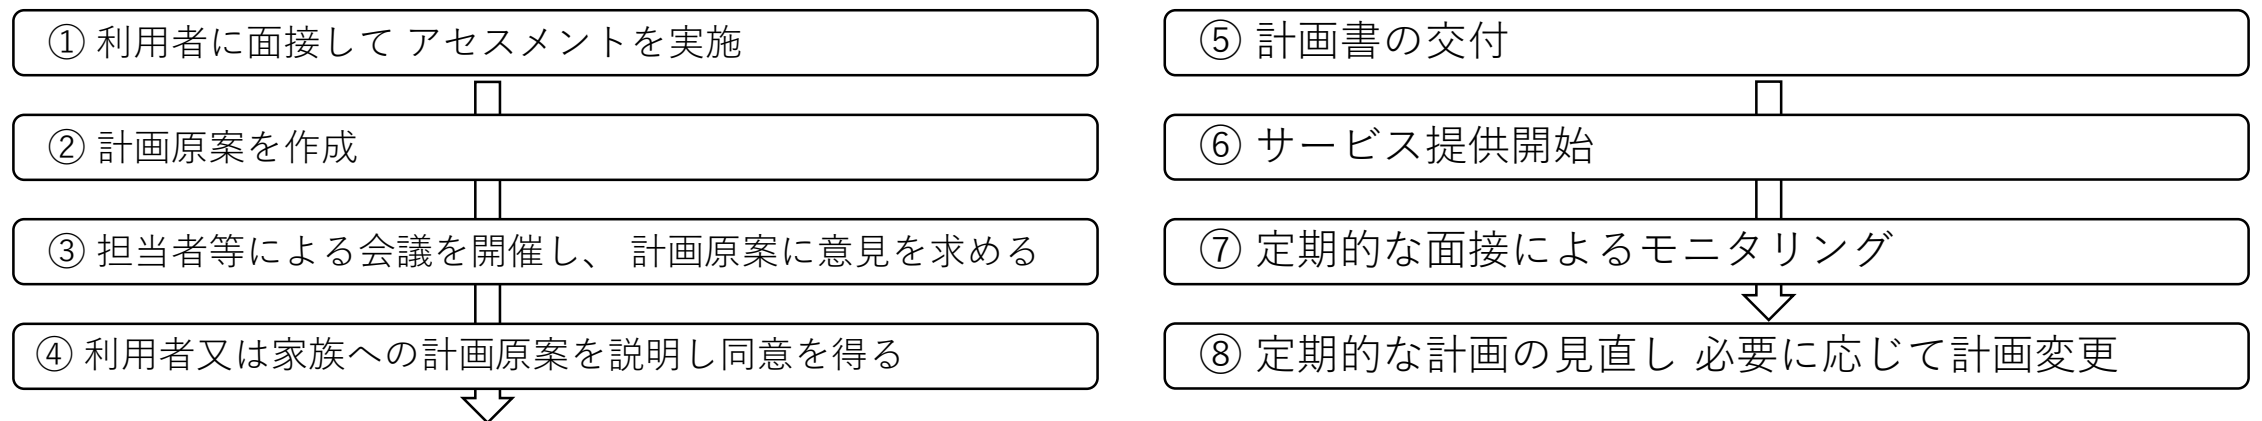 ① 利用者に面接して アセスメントを実施
② 計画原案を作成
③ 担当者等による会議を開催し、 計画原案に意見を求める
④ 利用者又は家族への計画原案を説明し同意を得る
⑤ 計画書の交付
⑥ サービス提供開始
⑦ 定期的な面接によるモニタリング
⑧ 定期的な計画の見直し 必要に応じて計画変更